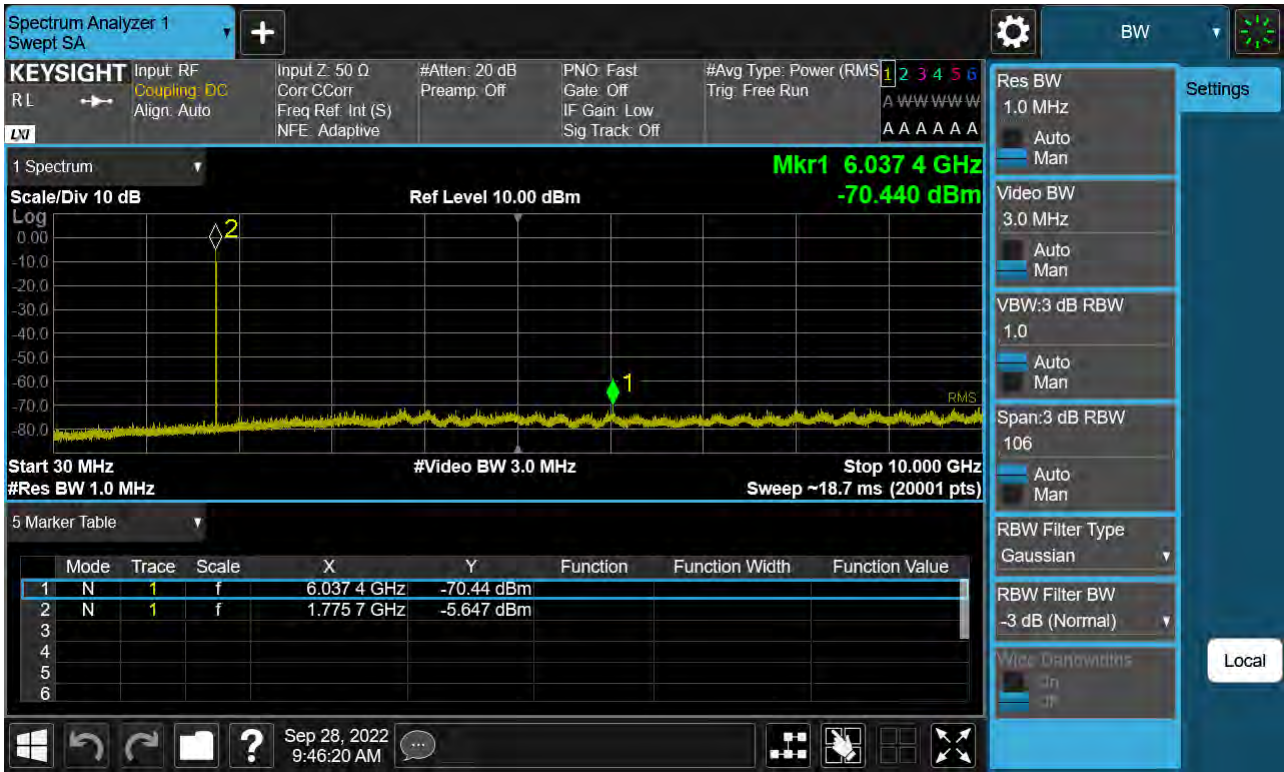 Spectrum Analyzer 1
Swept SA
+
BW
KEYSIGHT
RL
LXI
Input: RF
Coupling: DC
Align: Auto
Input Z: 50 Ω
Corr CCorr
Freq Ref: Int (S)
NFE: Adaptive
#Atten: 20 dB
Preamp: Off
PNO: Fast
Gate: Off
IF Gain: Low
Sig Track: Off
#Avg Type: Power (RMS
Trig: Free Run
1 2 3 4 5 6
A W W W W W
A A A A A A
1 Spectrum
Mkr1 6.037 4 GHz
Scale/Div 10 dB
Ref Level 10.00 dBm
-70.440 dBm
Log
0.00
-10.0
-20.0
-30.0
-40.0
-50.0
-60.0
-70.0
-80.0
2
1
RMS
Start 30 MHz
#Video BW 3.0 MHz
Stop 10.000 GHz
#Res BW 1.0 MHz
Sweep ~18.7 ms (20001 pts)
5 Marker Table
Mode Trace Scale X Y Function Function Width Function Value
1 N 1 f 6.037 4 GHz -70.44 dBm
2 N 1 f 1.775 7 GHz -5.647 dBm
3
4
5
6
Res BW
1.0 MHz
Auto
Man
Video BW
3.0 MHz
Auto
Man
VBW:3 dB RBW
1.0
Auto
Man
Span:3 dB RBW
106
Auto
Man
RBW Filter Type
Gaussian
RBW Filter BW
-3 dB (Normal)
Settings
Local
?
Sep 28, 2022
9:46:20 AM